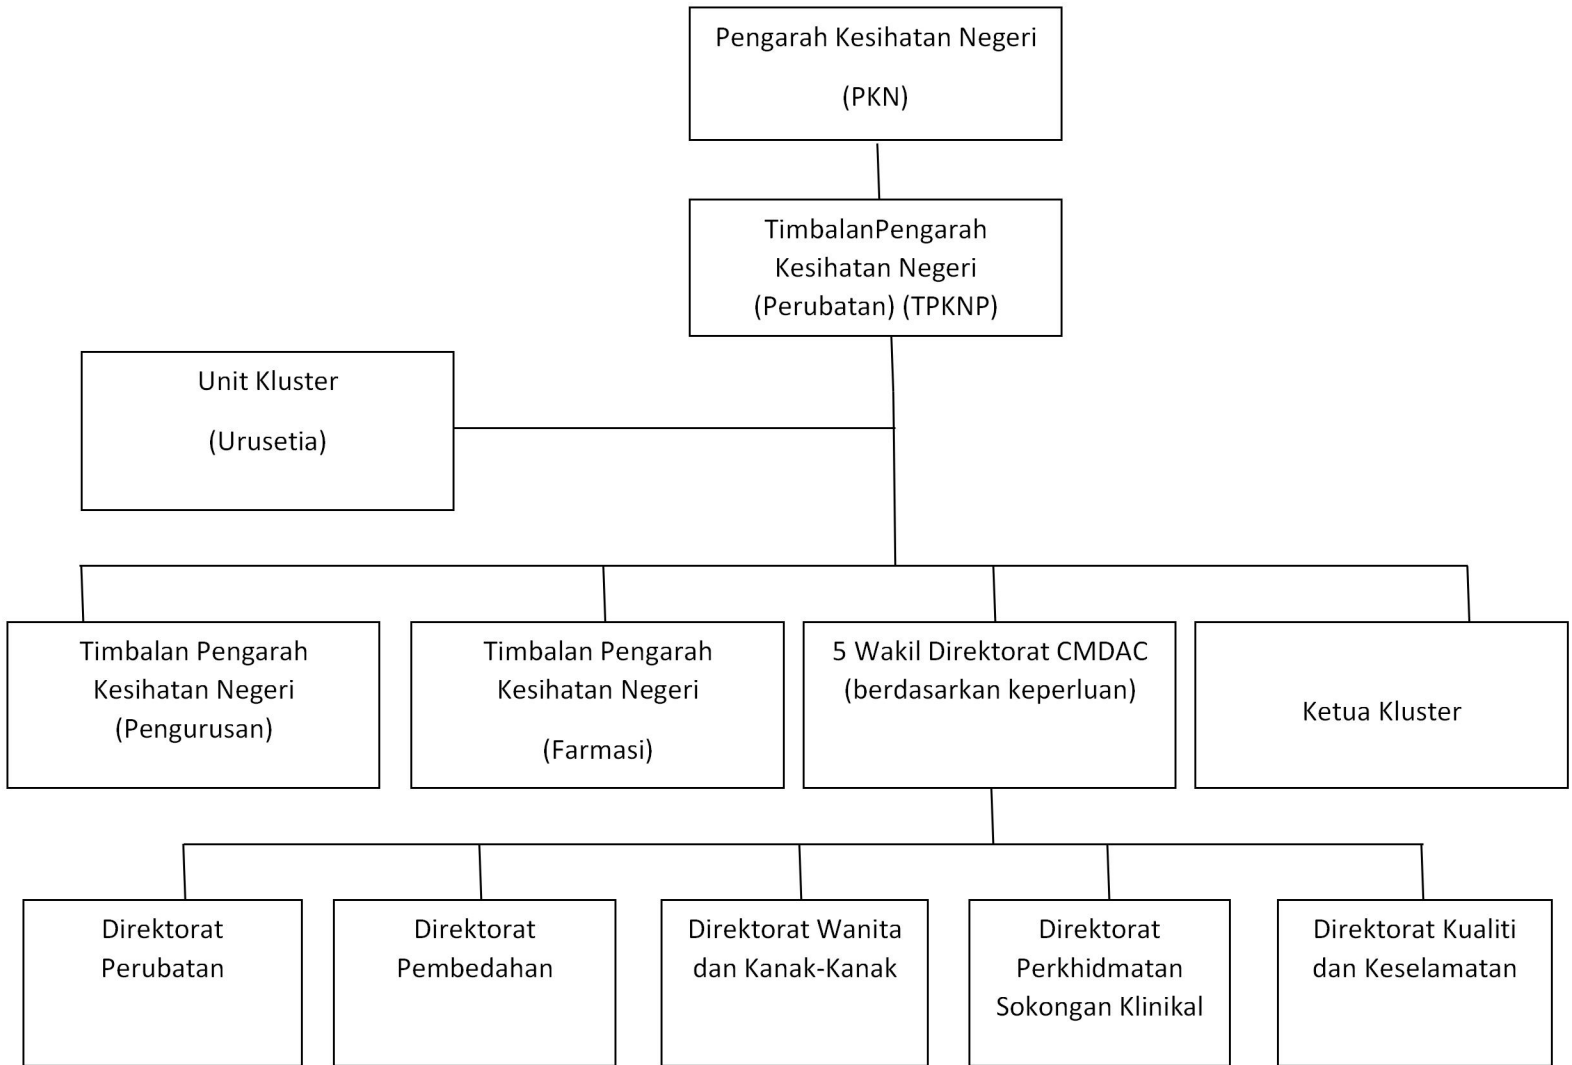 Pengarah Kesihatan Negeri
(PKN)
TimbalanPengarah
Kesihatan Negeri
(Perubatan) (TPKNP)
Unit Kluster
(Urusetia)
Timbalan Pengarah
Kesihatan Negeri
(Pengurusan)
Timbalan Pengarah
Kesihatan Negeri
(Farmasi)
5 Wakil Direktorat CMDAC
(berdasarkan keperluan)
Ketua Kluster
Direktorat
Perubatan
Direktorat
Pembedahan
Direktorat Wanita
dan Kanak-Kanak
Direktorat
Perkhidmatan
Sokongan Klinikal
Direktorat Kualiti
dan Keselamatan